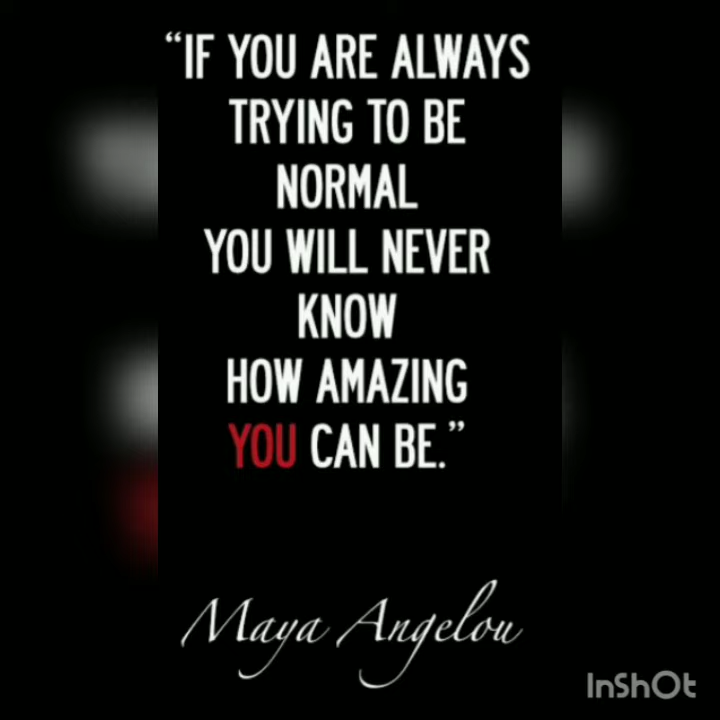 “IF YOU ARE ALWAYS
TRYING TO BE
NORMAL
YOU WILL NEVER
KNOW
HOW AMAZING
YOU CAN BE.”
Maya Angelou
InShOt